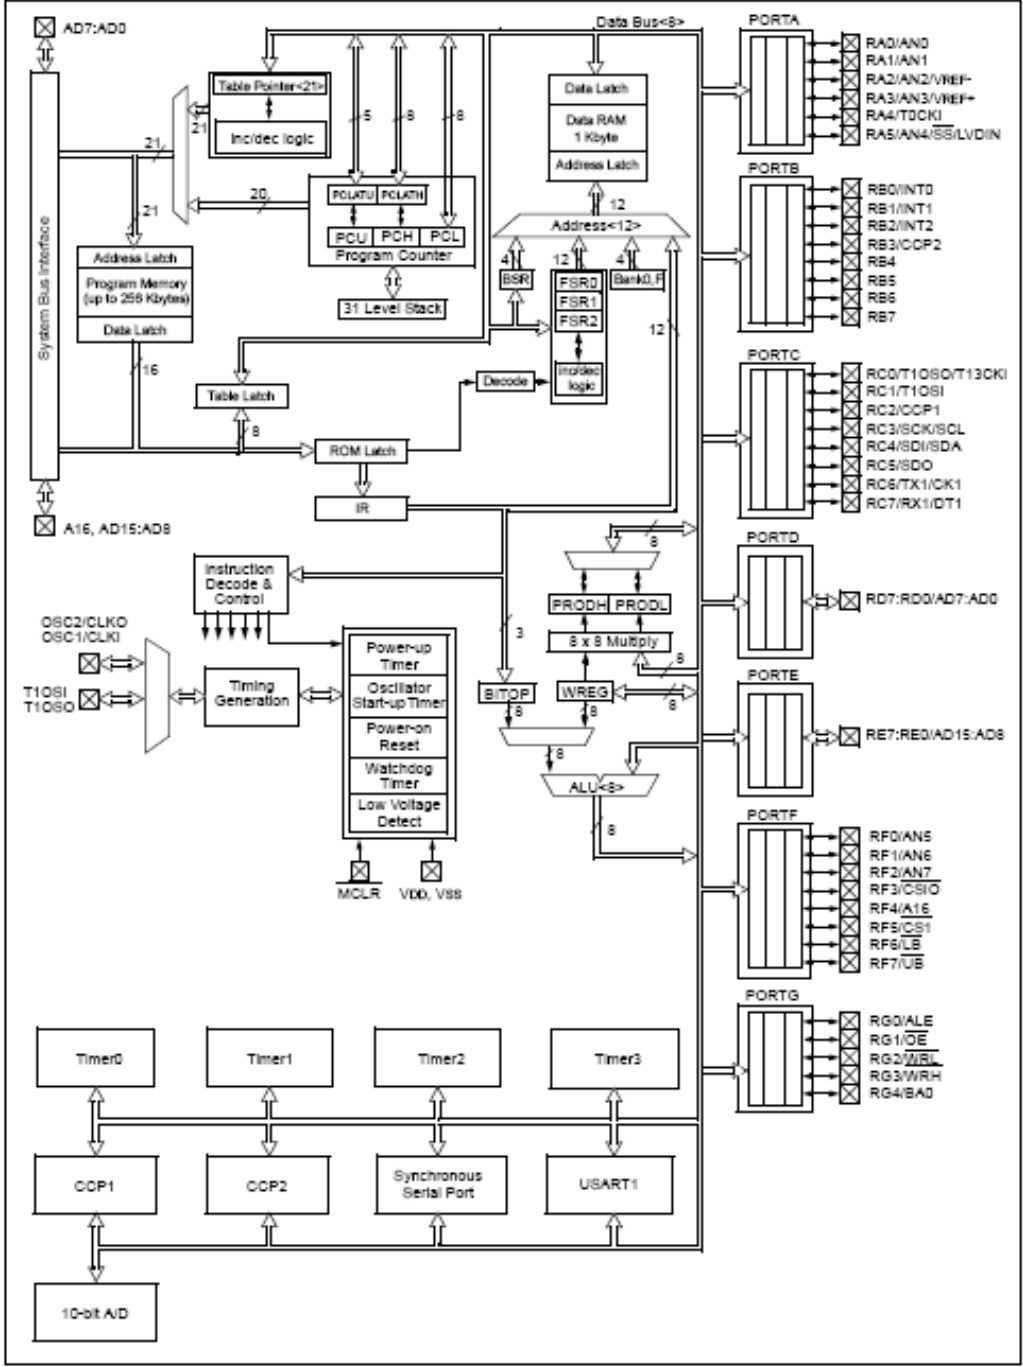 AD7:AD0
Data Bus<8>
Table Pointer<21>
inc/dec logic
21
21
21
20
5
8
8
PCLATU
PCLATH
PCU
PCH
PCL
Program Counter
31 Level Stack
System Bus Interface
Address Latch
Program Memory
(up to 256 Kbytes)
Data Latch
16
Table Latch
8
ROM Latch
IR
A16, AD15:AD8
Data Latch
Data RAM
1 Kbyte
Address Latch
12
Address<12>
4
12
4
BSR
FSR0
FSR1
FSR2
Bank0, F
12
inc/dec
logic
Decode
Instruction
Decode &
Control
OSC2/CLKO
OSC1/CLKI
T1OSI
T1OSO
Timing
Generation
Power-up
Timer
Oscillator
Start-up Timer
Power-on
Reset
Watchdog
Timer
Low Voltage
Detect
MCLR
VDD, VSS
8
PRODH
PRODL
8 x 8 Multiply
3
8
BITOP
WREG
8
8
8
8
ALU<8>
8
PORTA
RA0/AN0
RA1/AN1
RA2/AN2/VREF-
RA3/AN3/VREF+
RA4/T0CKI
RA5/AN4/SS/LVDIN
PORTB
RB0/INT0
RB1/INT1
RB2/INT2
RB3/CCP2
RB4
RB5
RB6
RB7
PORTC
RC0/T1OSO/T13CKI
RC1/T1OSI
RC2/CCP1
RC3/SCK/SCL
RC4/SDI/SDA
RC5/SDO
RC6/TX1/CK1
RC7/RX1/DT1
PORTD
RD7:RD0/AD7:AD0
PORTE
RE7:RE0/AD15:AD8
PORTF
RF0/AN5
RF1/AN6
RF2/AN7
RF3/CSIO
RF4/A16
RF5/CS1
RF6/LB
RF7/UB
PORTG
RG0/ALE
RG1/OE
RG2/WRL
RG3/WRH
RG4/BA0
Timer0
Timer1
Timer2
Timer3
CCP1
CCP2
Synchronous
Serial Port
USART1
10-bit A/D